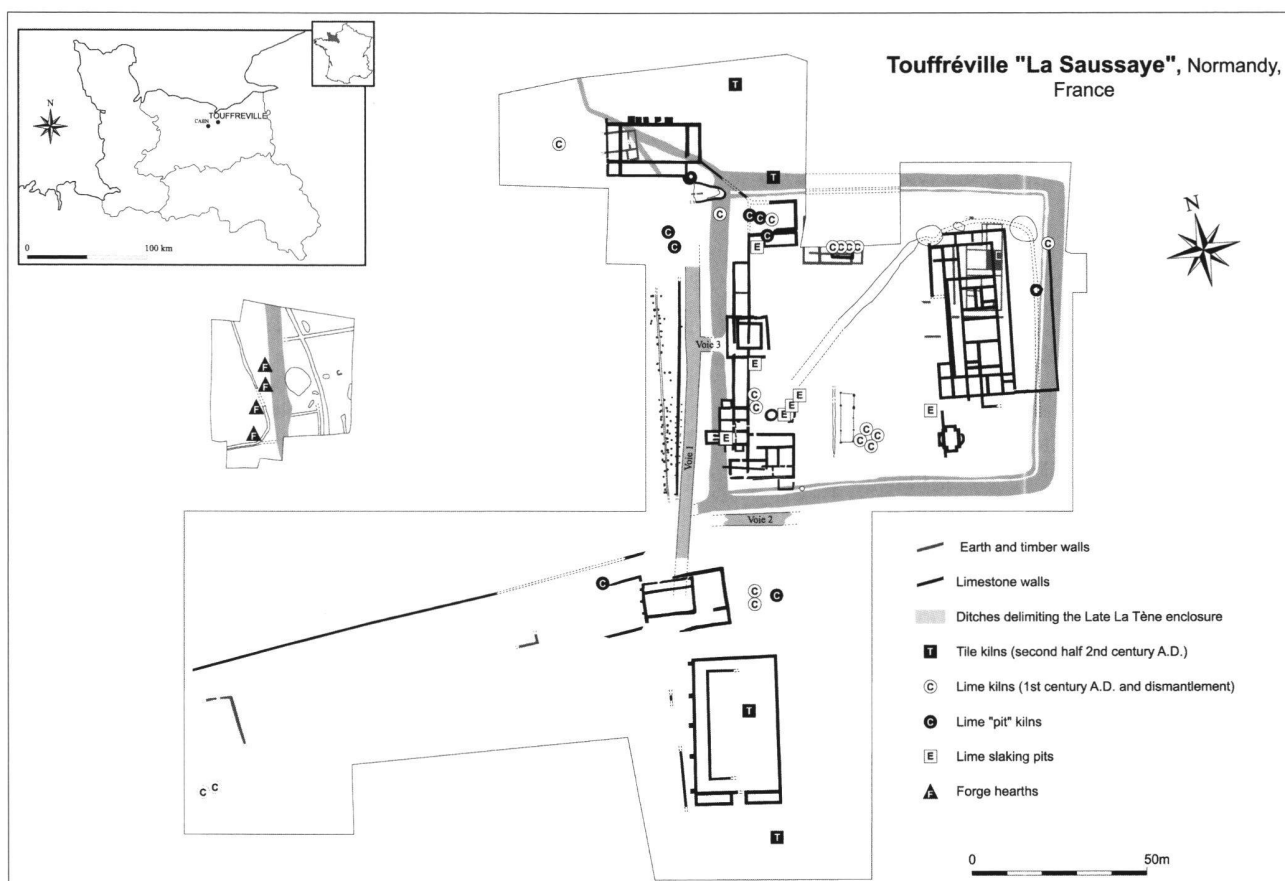 Touffréville "La Saussaye", Normandy,
France
N
CAEN
TOUFFREVILLE
0
100 km
N
T
C
T
C
C
C
C
C
C
C
E
C
C
C
C
C
C
Voie 3
E
C
C
E
E
E
E
E
C
C
C
C
C
Voie 1
Voie 2
F
F
F
F
C
C
C
C
T
C
C
T
Earth and timber walls
Limestone walls
Ditches delimiting the Late La Tène enclosure
T
Tile kilns (second half 2nd century A.D.)
C
Lime kilns (1st century A.D. and dismantlement)
C
Lime "pit" kilns
E
Lime slaking pits
F
Forge hearths
0
50m